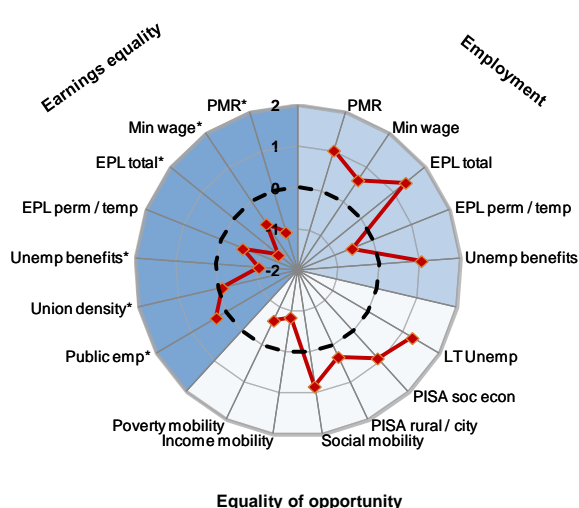 Earnings equality
Employment
PMR*
2
PMR
Min wage*
Min wage
1
EPL total*
EPL total
0
EPL perm / temp
EPL perm / temp
-1
Unemp benefits*
-2
Unemp benefits
Union density*
Public emp*
LT Unemp
PISA soc econ
Poverty mobility
PISA rural / city
Income mobility
Social mobility
Equality of opportunity